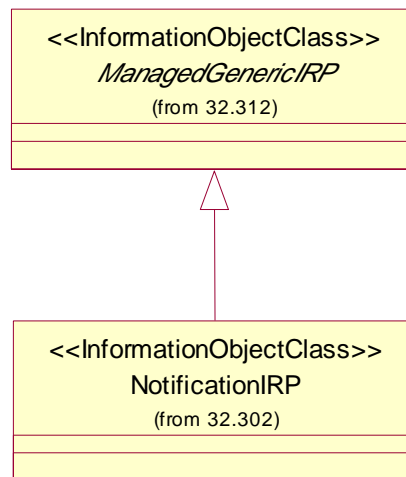 <<InformationObjectClass>>
ManagedGenericIRP
(from 32.312)
<<InformationObjectClass>>
NotificationIRP
(from 32.302)